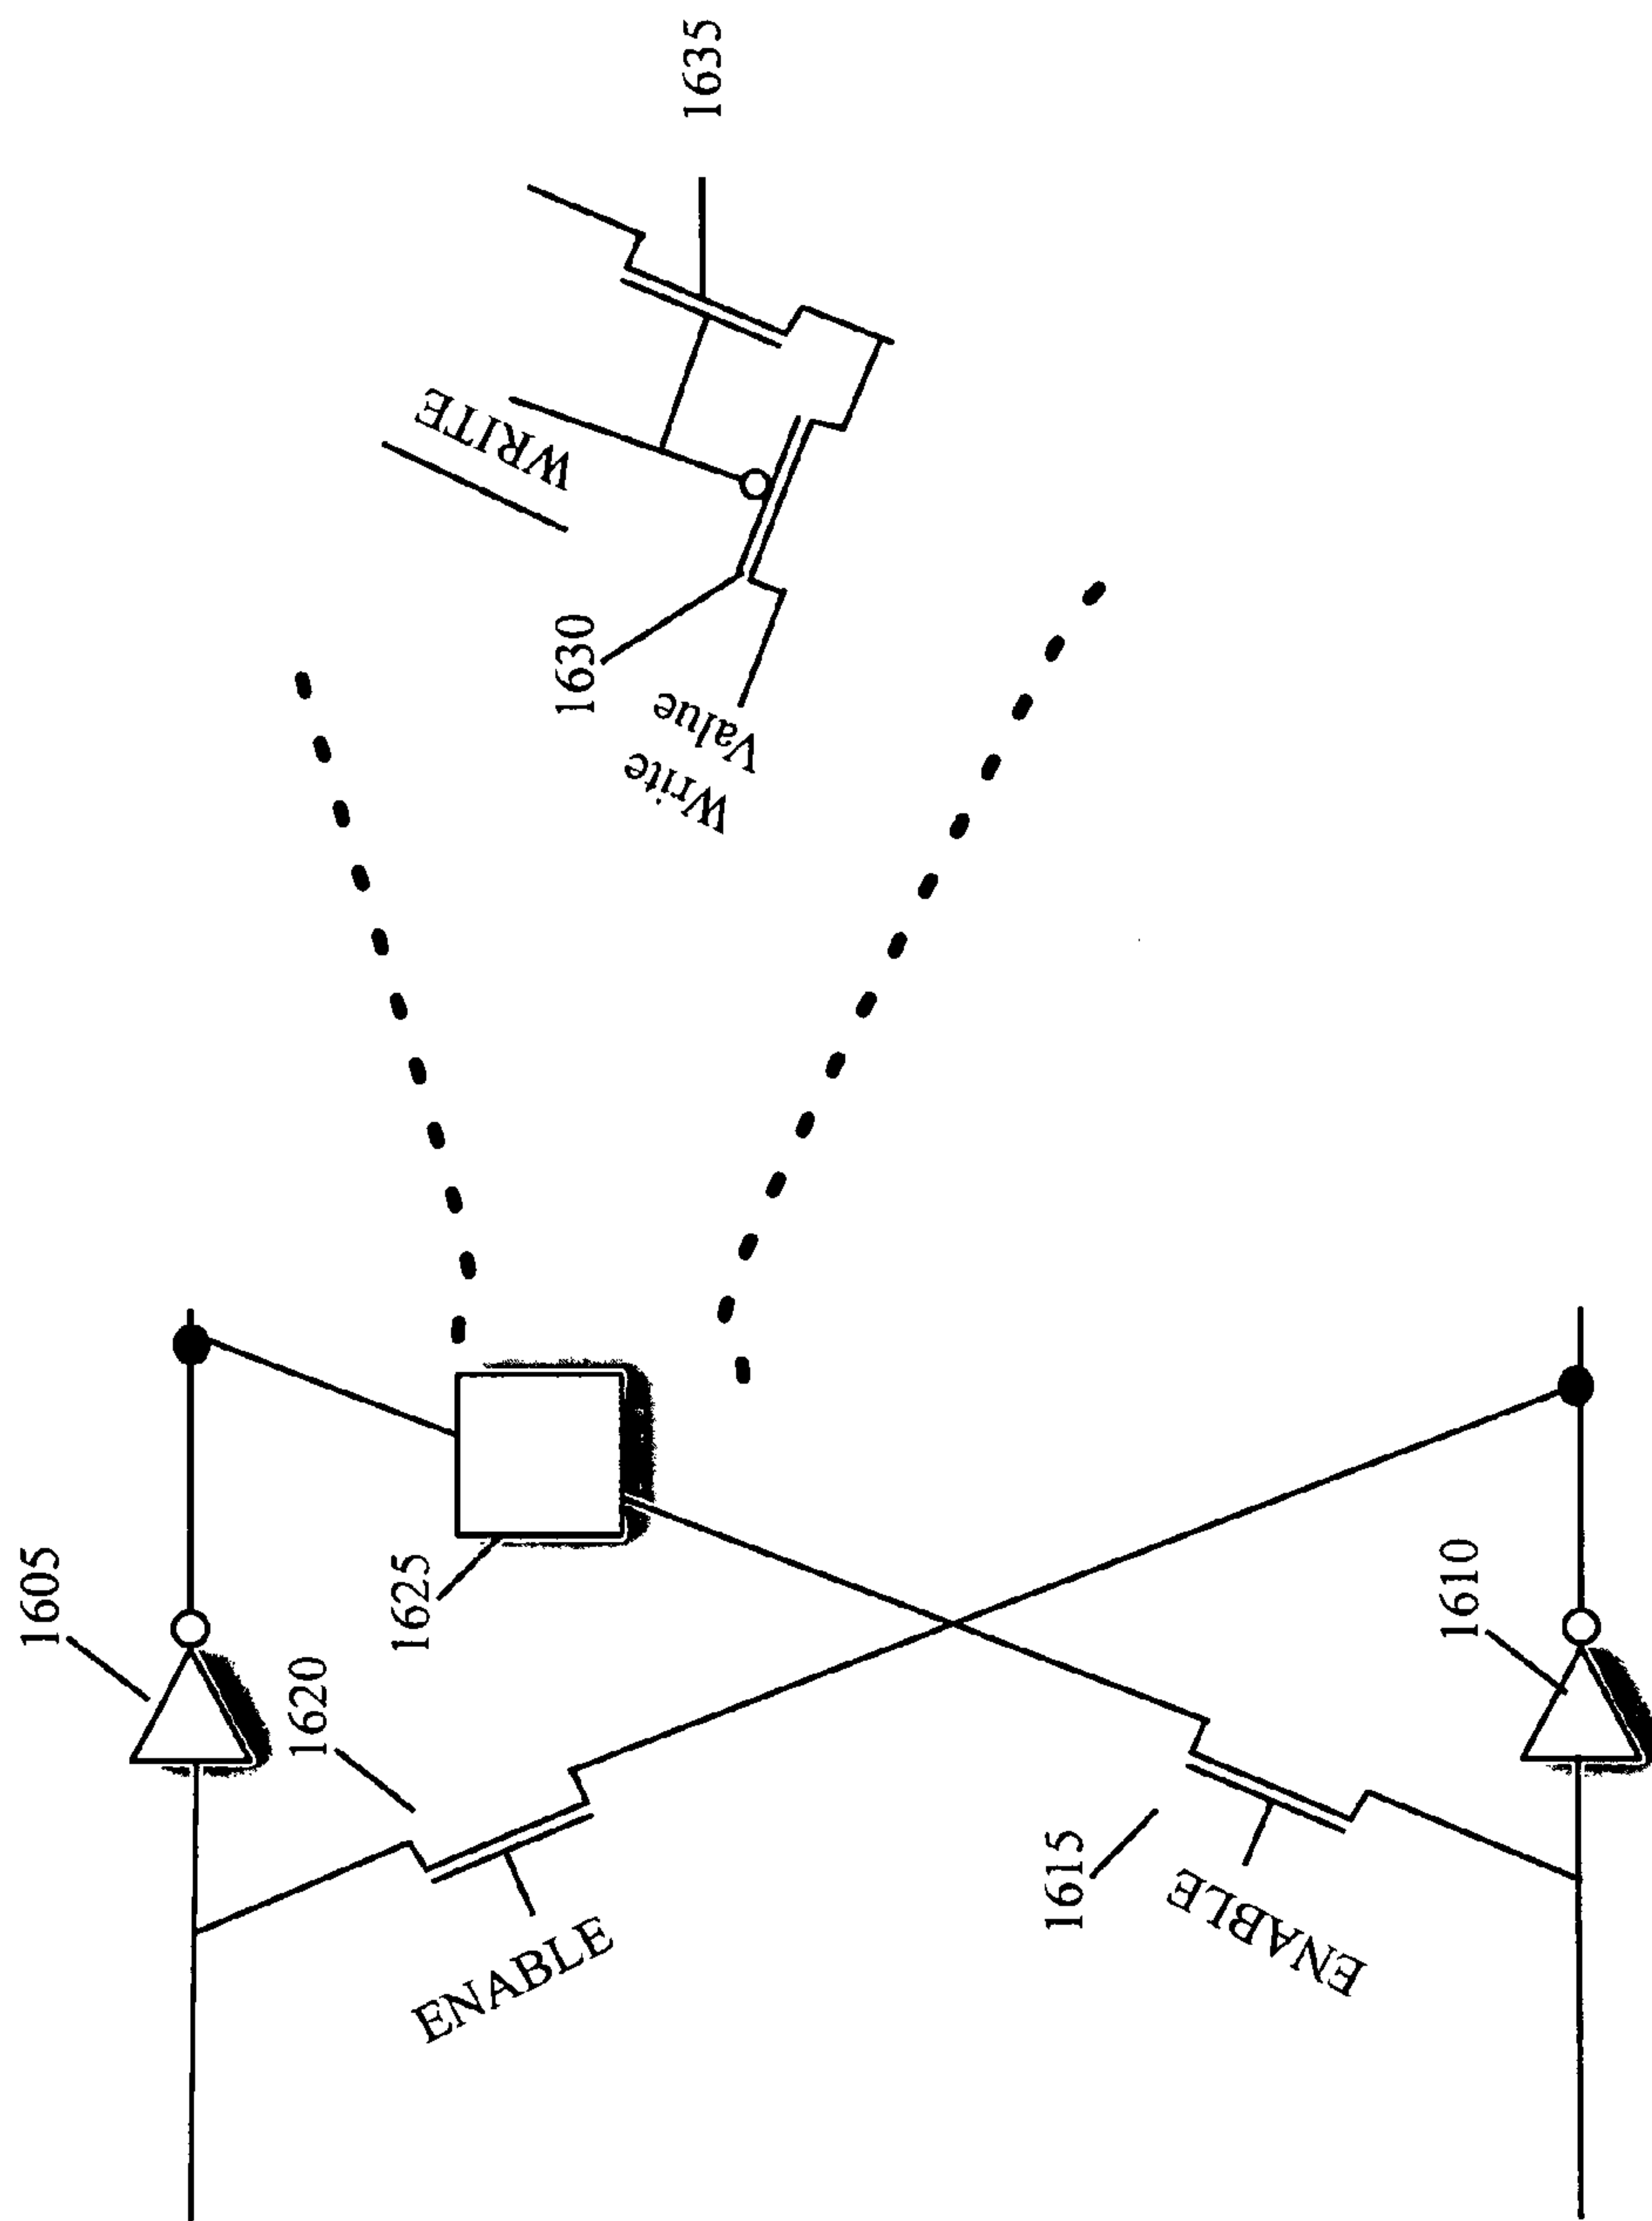 1605
1620
1625
ENABLE
WRITE
1630
Write
Value
1635
1615
ENABLE
1610